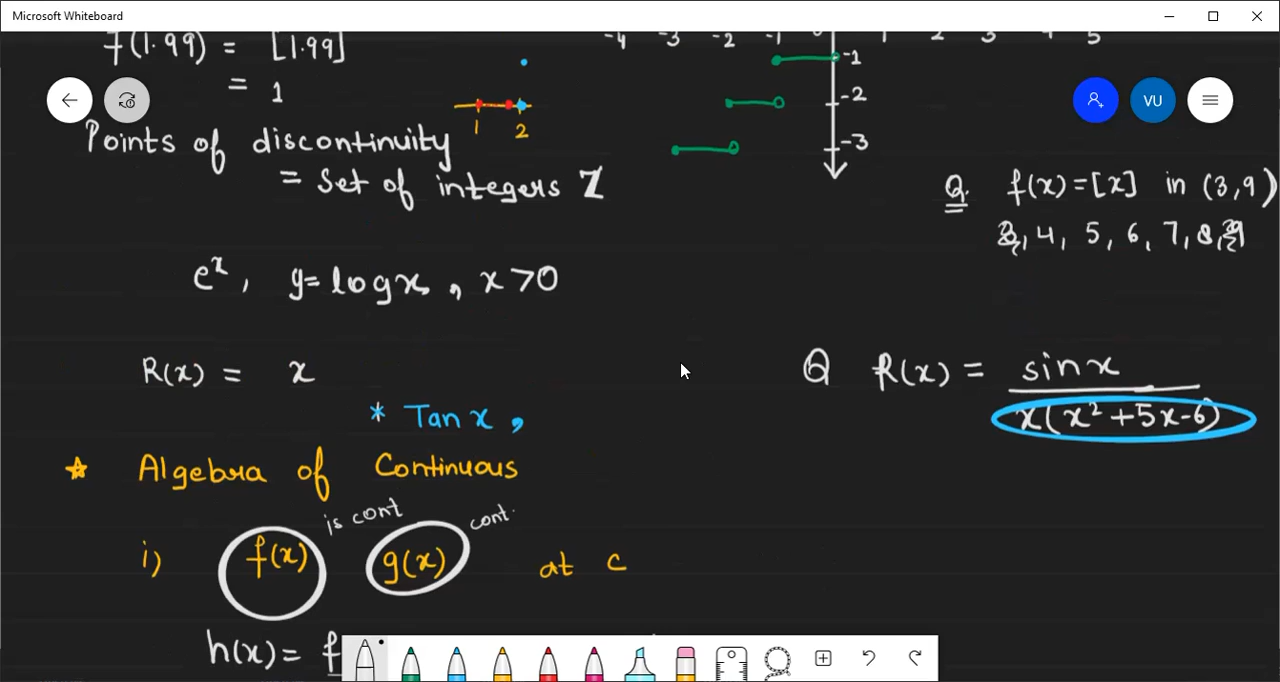 Microsoft Whiteboard
f(1.99) = [1.99]
= 1
-4 -3 -2 -1 0 1 2 3 4 5
-1
-2
-3
1 2
VU
Points of discontinuity
= Set of integers Z
Q. f(x) = [x] in (3,9)
4, 5, 6, 7, 8,
e^x, y= log x, x>0
R(x) = x
Q f(x) = sin x / x(x² + 5x - 6)
* Tan x,
☆ Algebra of Continuous
is cont cont.
i) f(x) g(x) at c
h(x) = f